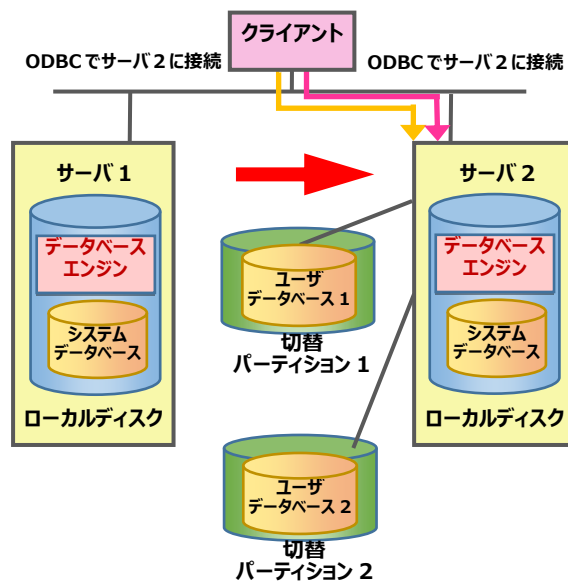 クライアント
ODBCでサーバ2に接続
ODBCでサーバ2に接続
サーバ1
データベース
エンジン
システム
データベース
ローカルディスク
ユーザ
データベース1
切替
パーティション1
ユーザ
データベース2
切替
パーティション2
サーバ2
データベース
エンジン
システム
データベース
ローカルディスク